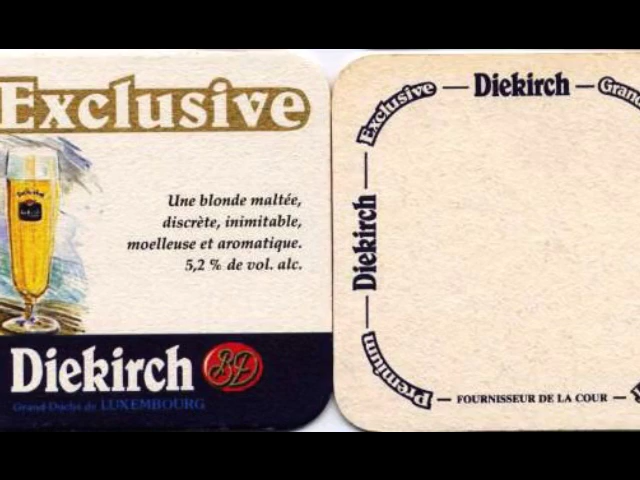 Exclusive
Une blonde maltée,
discrète, inimitable,
moelleuse et aromatique.
5,2 % de vol. alc.
Diekirch
Grand-Duché de LUXEMBOURG
Exclusive — Diekirch — Grand
Diekirch
Premium — FOURNISSEUR DE LA COUR —